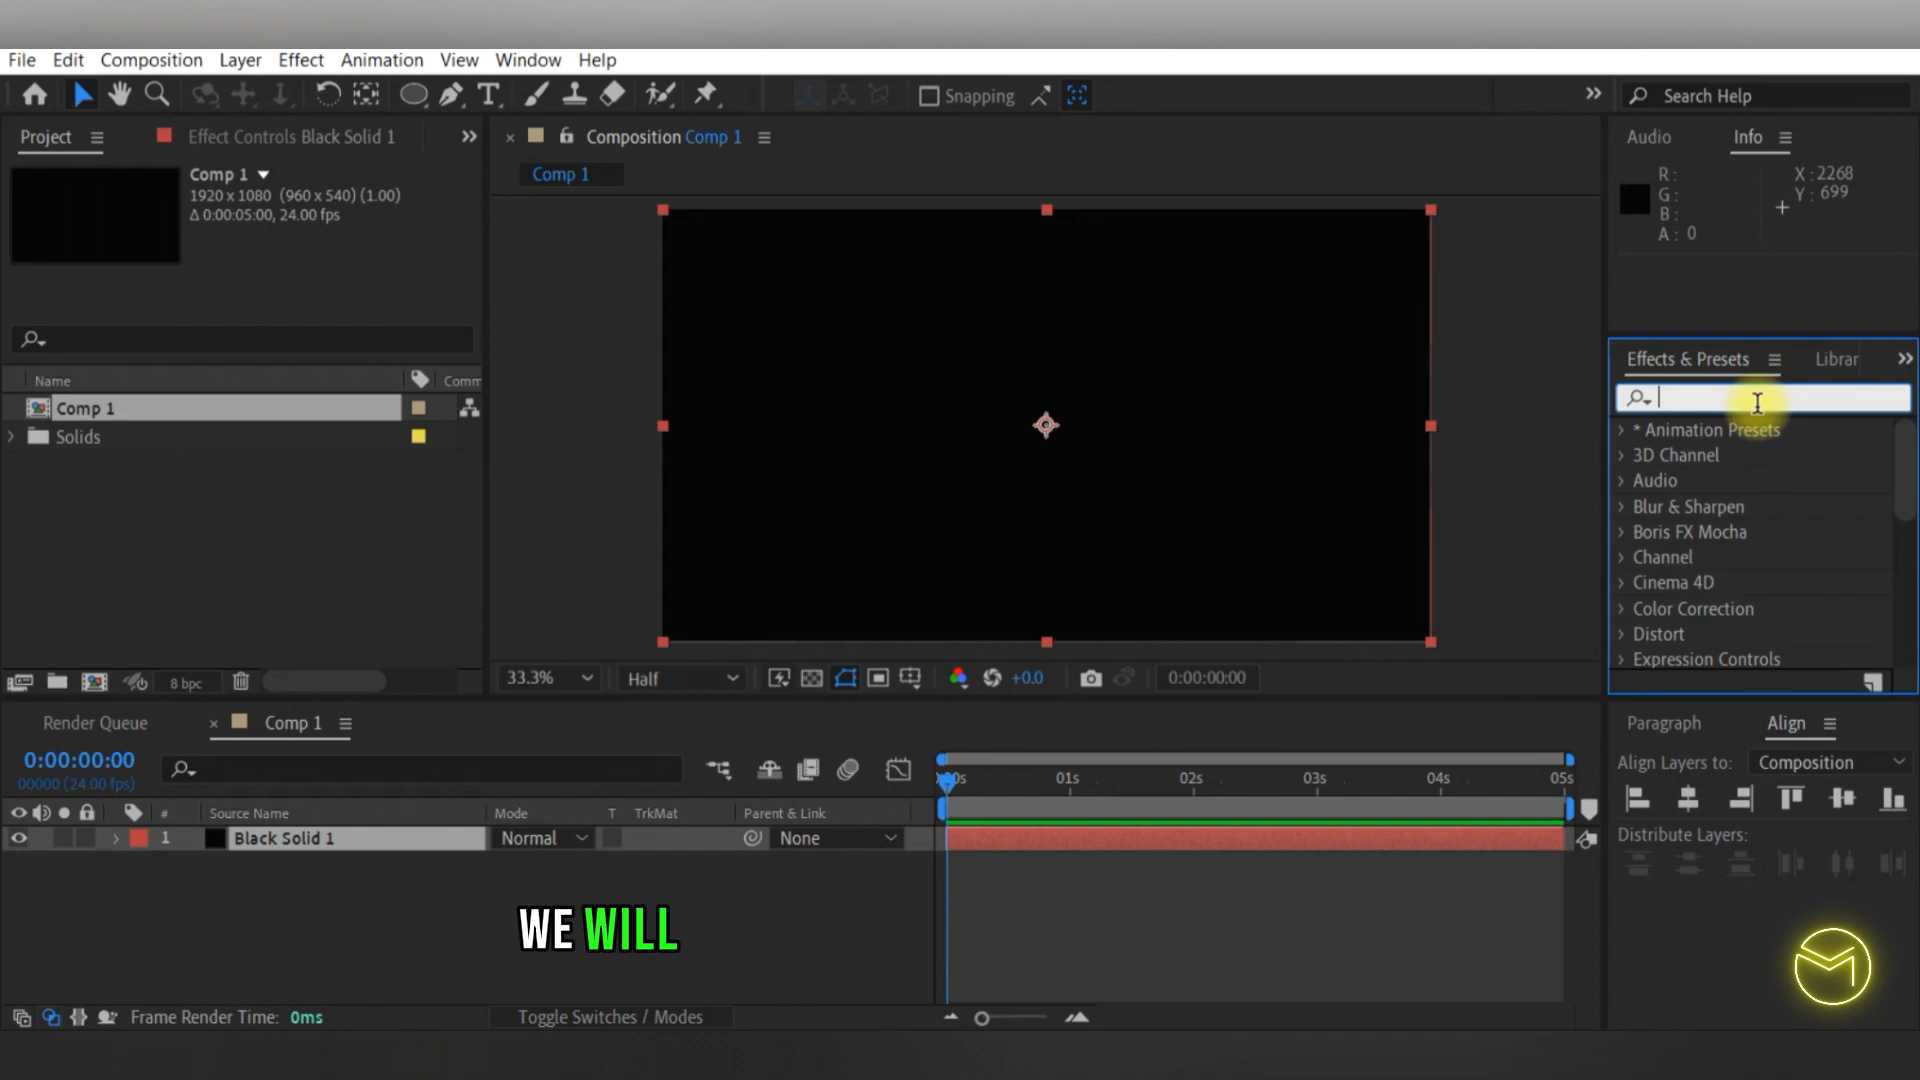 File Edit Composition Layer Effect Animation View Window Help
Snapping
Search Help
Project
Effect Controls Black Solid 1
Comp 1
1920 x 1080 (960 x 540) (1.00)
Δ 0:00:05:00, 24.00 fps
Name
Comm
Comp 1
Solids
8 bpc
Composition Comp 1
Comp 1
33.3%
Half
+0.0
0:00:00:00
Audio
Info
R :
G :
B :
A : 0
X : 2268
Y : 699
Effects & Presets
Librar
* Animation Presets
3D Channel
Audio
Blur & Sharpen
Boris FX Mocha
Channel
Cinema 4D
Color Correction
Distort
Expression Controls
Render Queue
Comp 1
0:00:00:00
00000 (24.00 fps)
01s 02s 03s 04s 05s
# Source Name Mode T TrkMat Parent & Link
1 Black Solid 1 Normal None
WE WILL
Frame Render Time: 0ms
Toggle Switches / Modes
Paragraph
Align
Align Layers to: Composition
Distribute Layers: